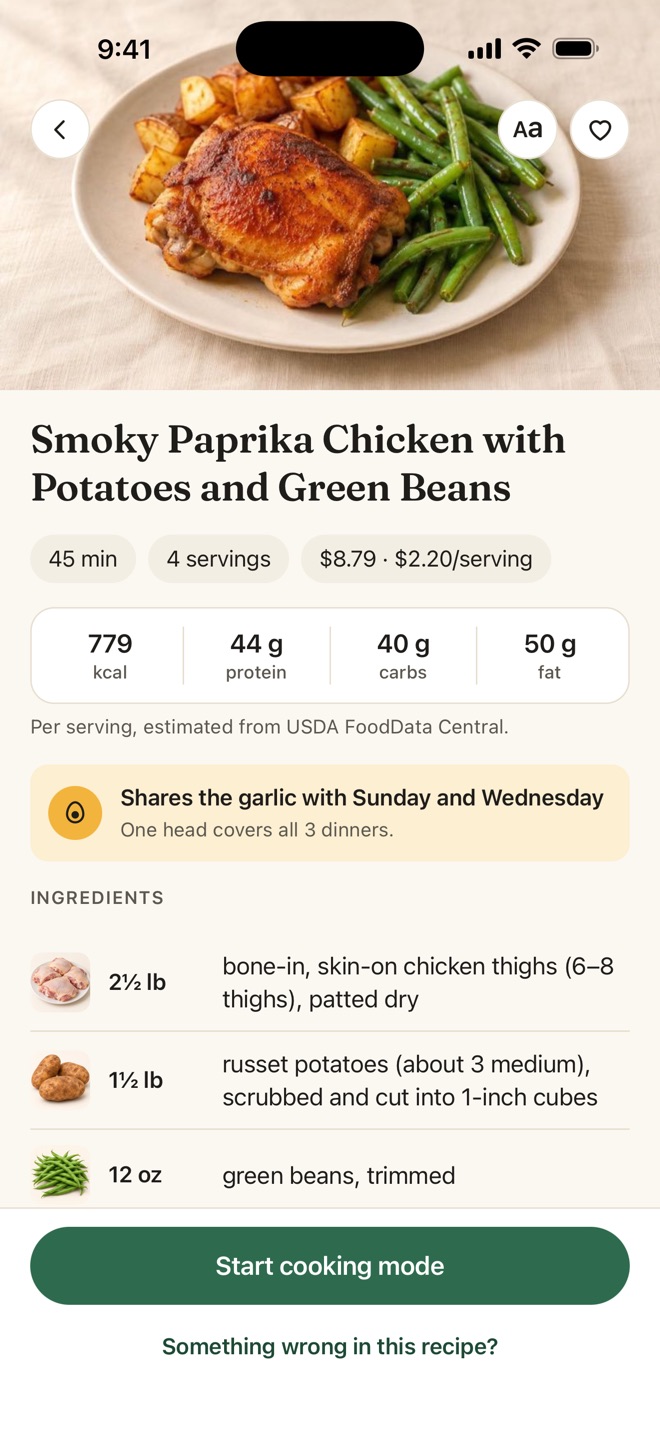 9:41
Aa
Smoky Paprika Chicken with
Potatoes and Green Beans
45 min
4 servings
$8.79 · $2.20/serving
779
kcal
44 g
protein
40 g
carbs
50 g
fat
Per serving, estimated from USDA FoodData Central.
Shares the garlic with Sunday and Wednesday
One head covers all 3 dinners.
INGREDIENTS
2½ lb
bone-in, skin-on chicken thighs (6–8
thighs), patted dry
1½ lb
russet potatoes (about 3 medium),
scrubbed and cut into 1-inch cubes
12 oz
green beans, trimmed
Start cooking mode
Something wrong in this recipe?